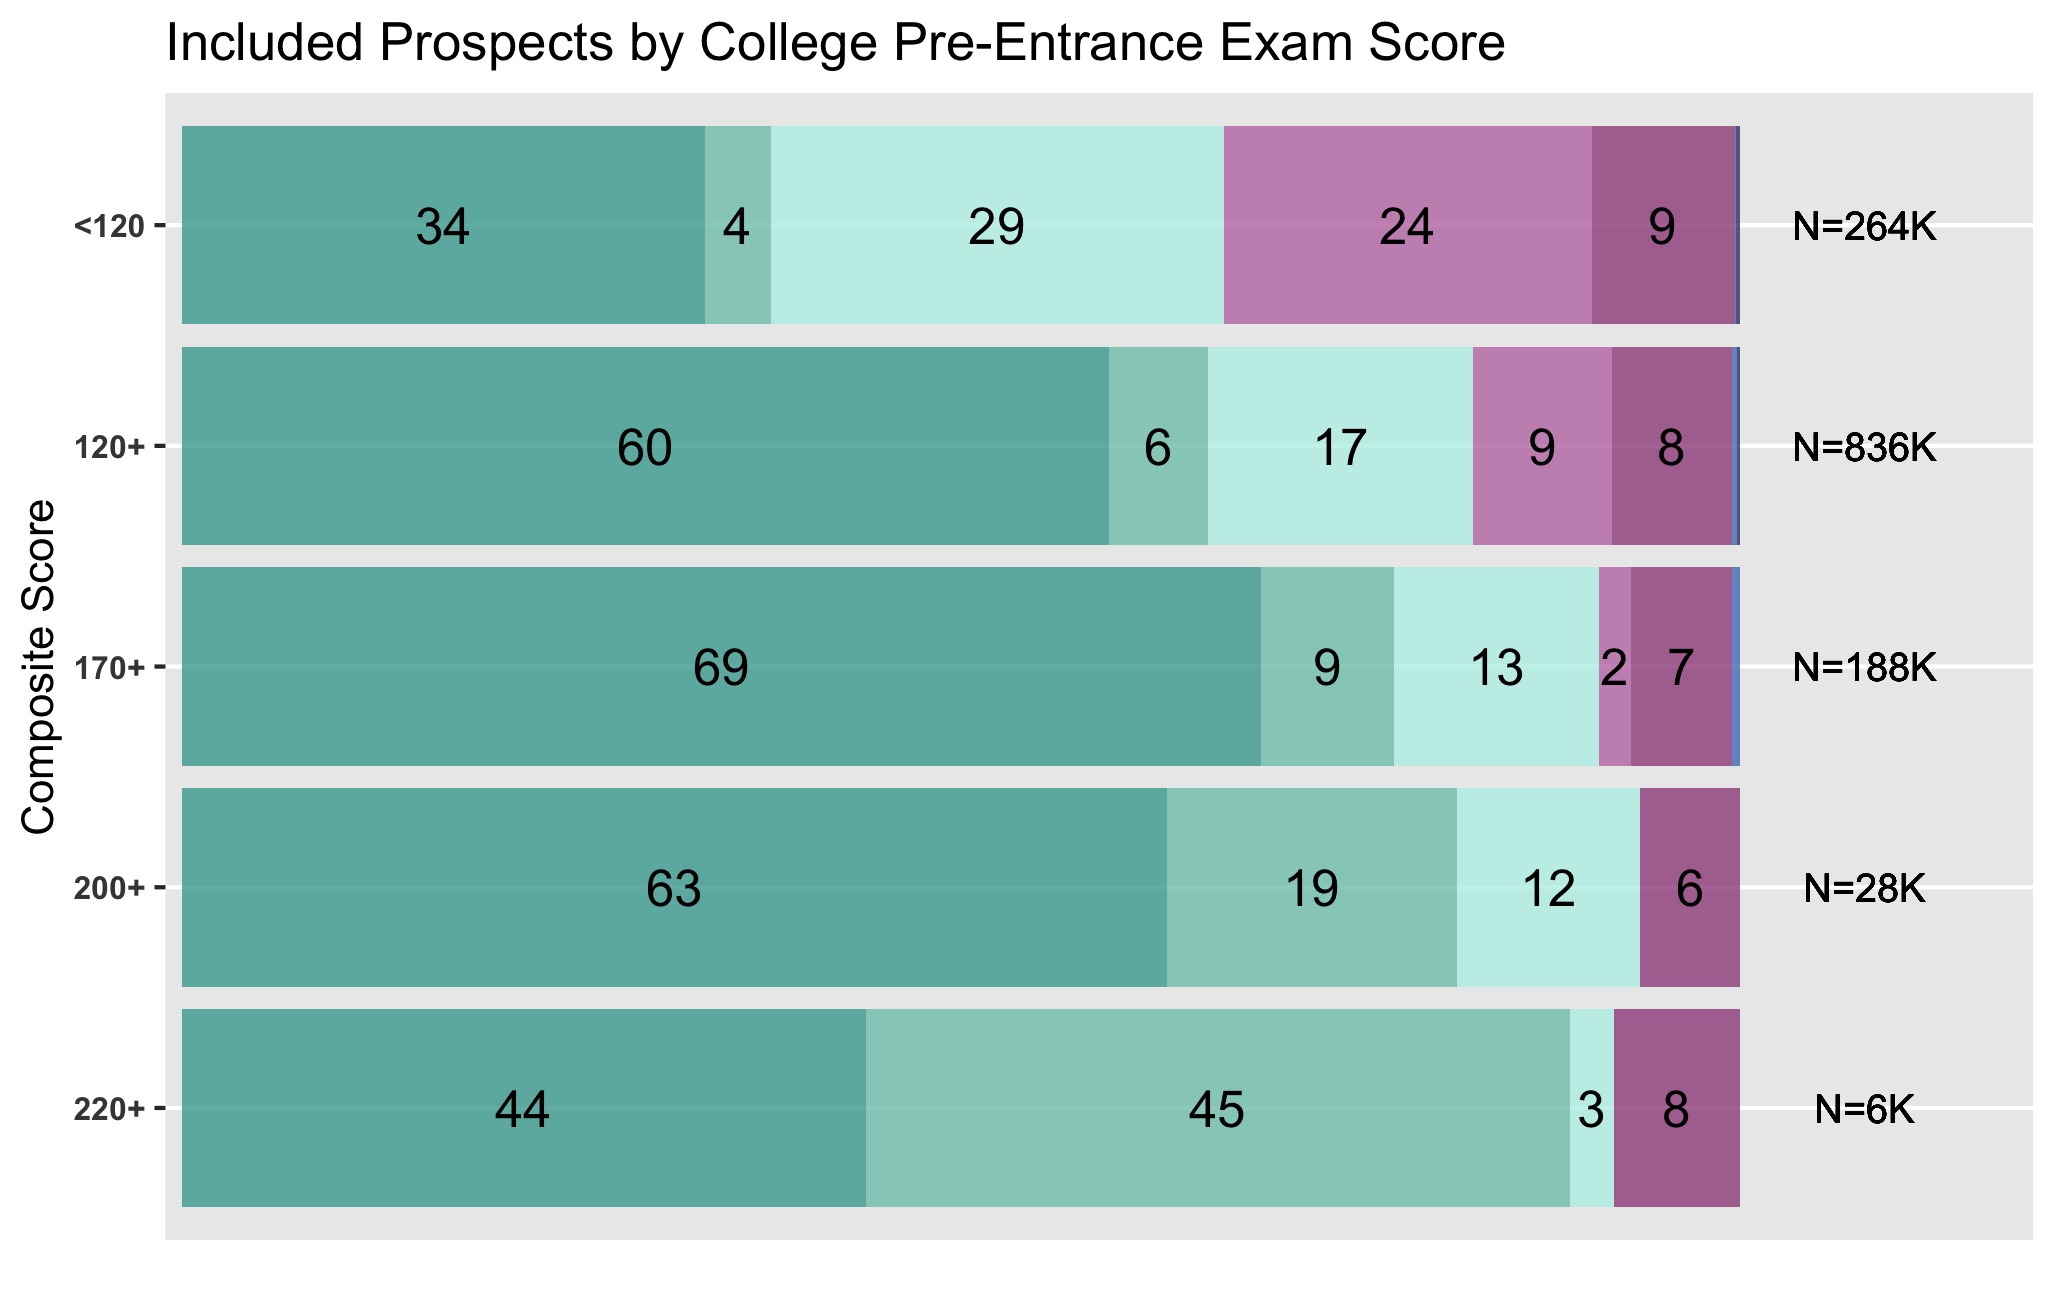 Included Prospects by College Pre-Entrance Exam Score
Composite Score
<120 34 4 29 24 9 N=264K
120+ 60 6 17 9 8 N=836K
170+ 69 9 13 2 7 N=188K
200+ 63 19 12 6 N=28K
220+ 44 45 3 8 N=6K